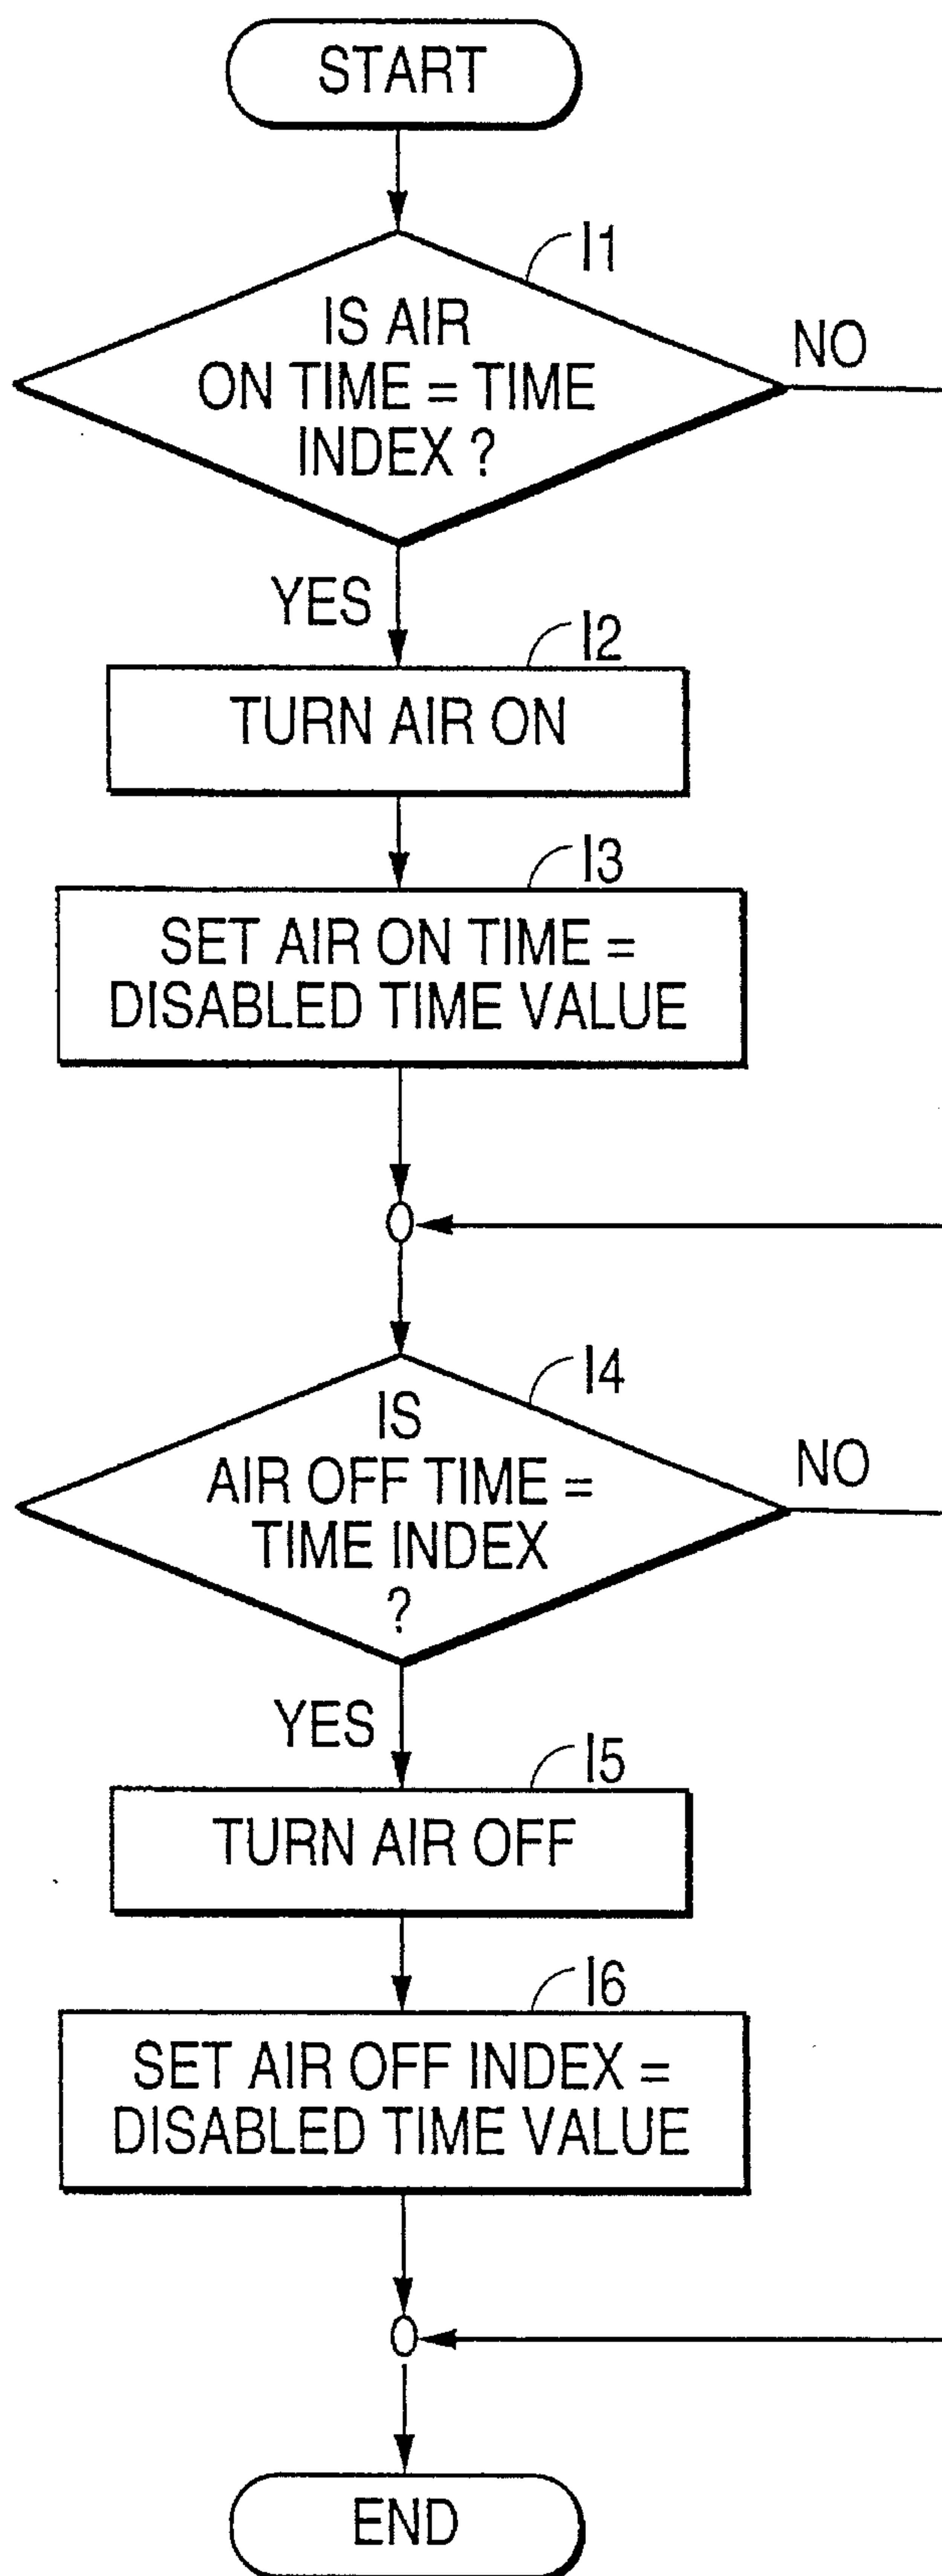 START
I1
IS AIR
ON TIME = TIME
INDEX ?
NO
YES
I2
TURN AIR ON
I3
SET AIR ON TIME =
DISABLED TIME VALUE
I4
IS
AIR OFF TIME =
TIME INDEX
?
NO
YES
I5
TURN AIR OFF
I6
SET AIR OFF INDEX =
DISABLED TIME VALUE
END